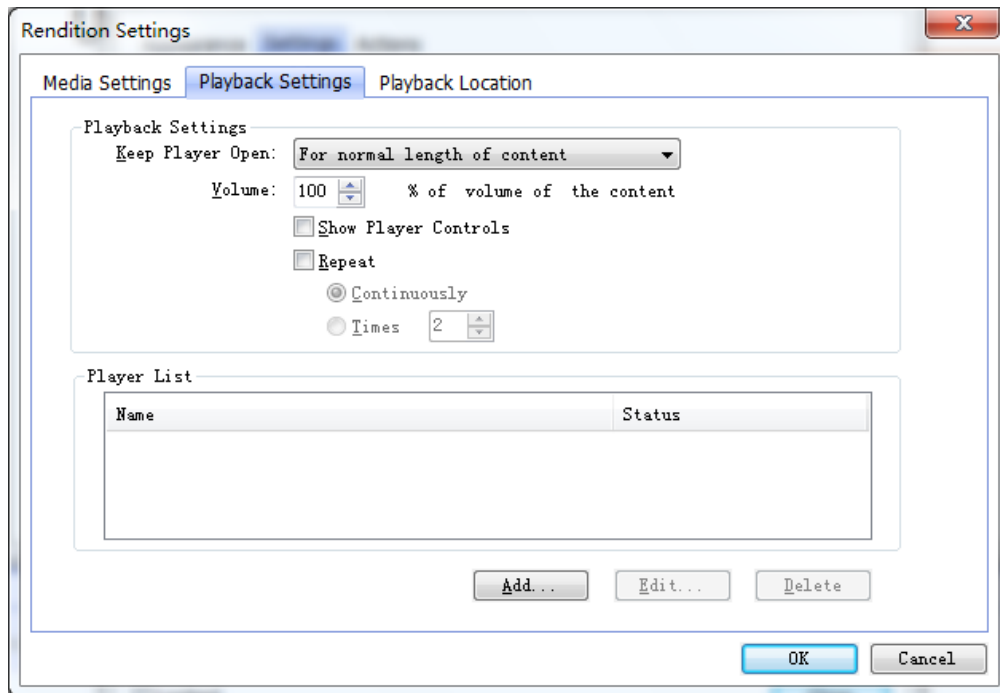 Rendition Settings
Media Settings Playback Settings Playback Location
Playback Settings
Keep Player Open: For normal length of content
Volume: 100 % of volume of the content
Show Player Controls
Repeat
Continuously
Times 2
Player List
Name Status
Add... Edit... Delete
OK Cancel